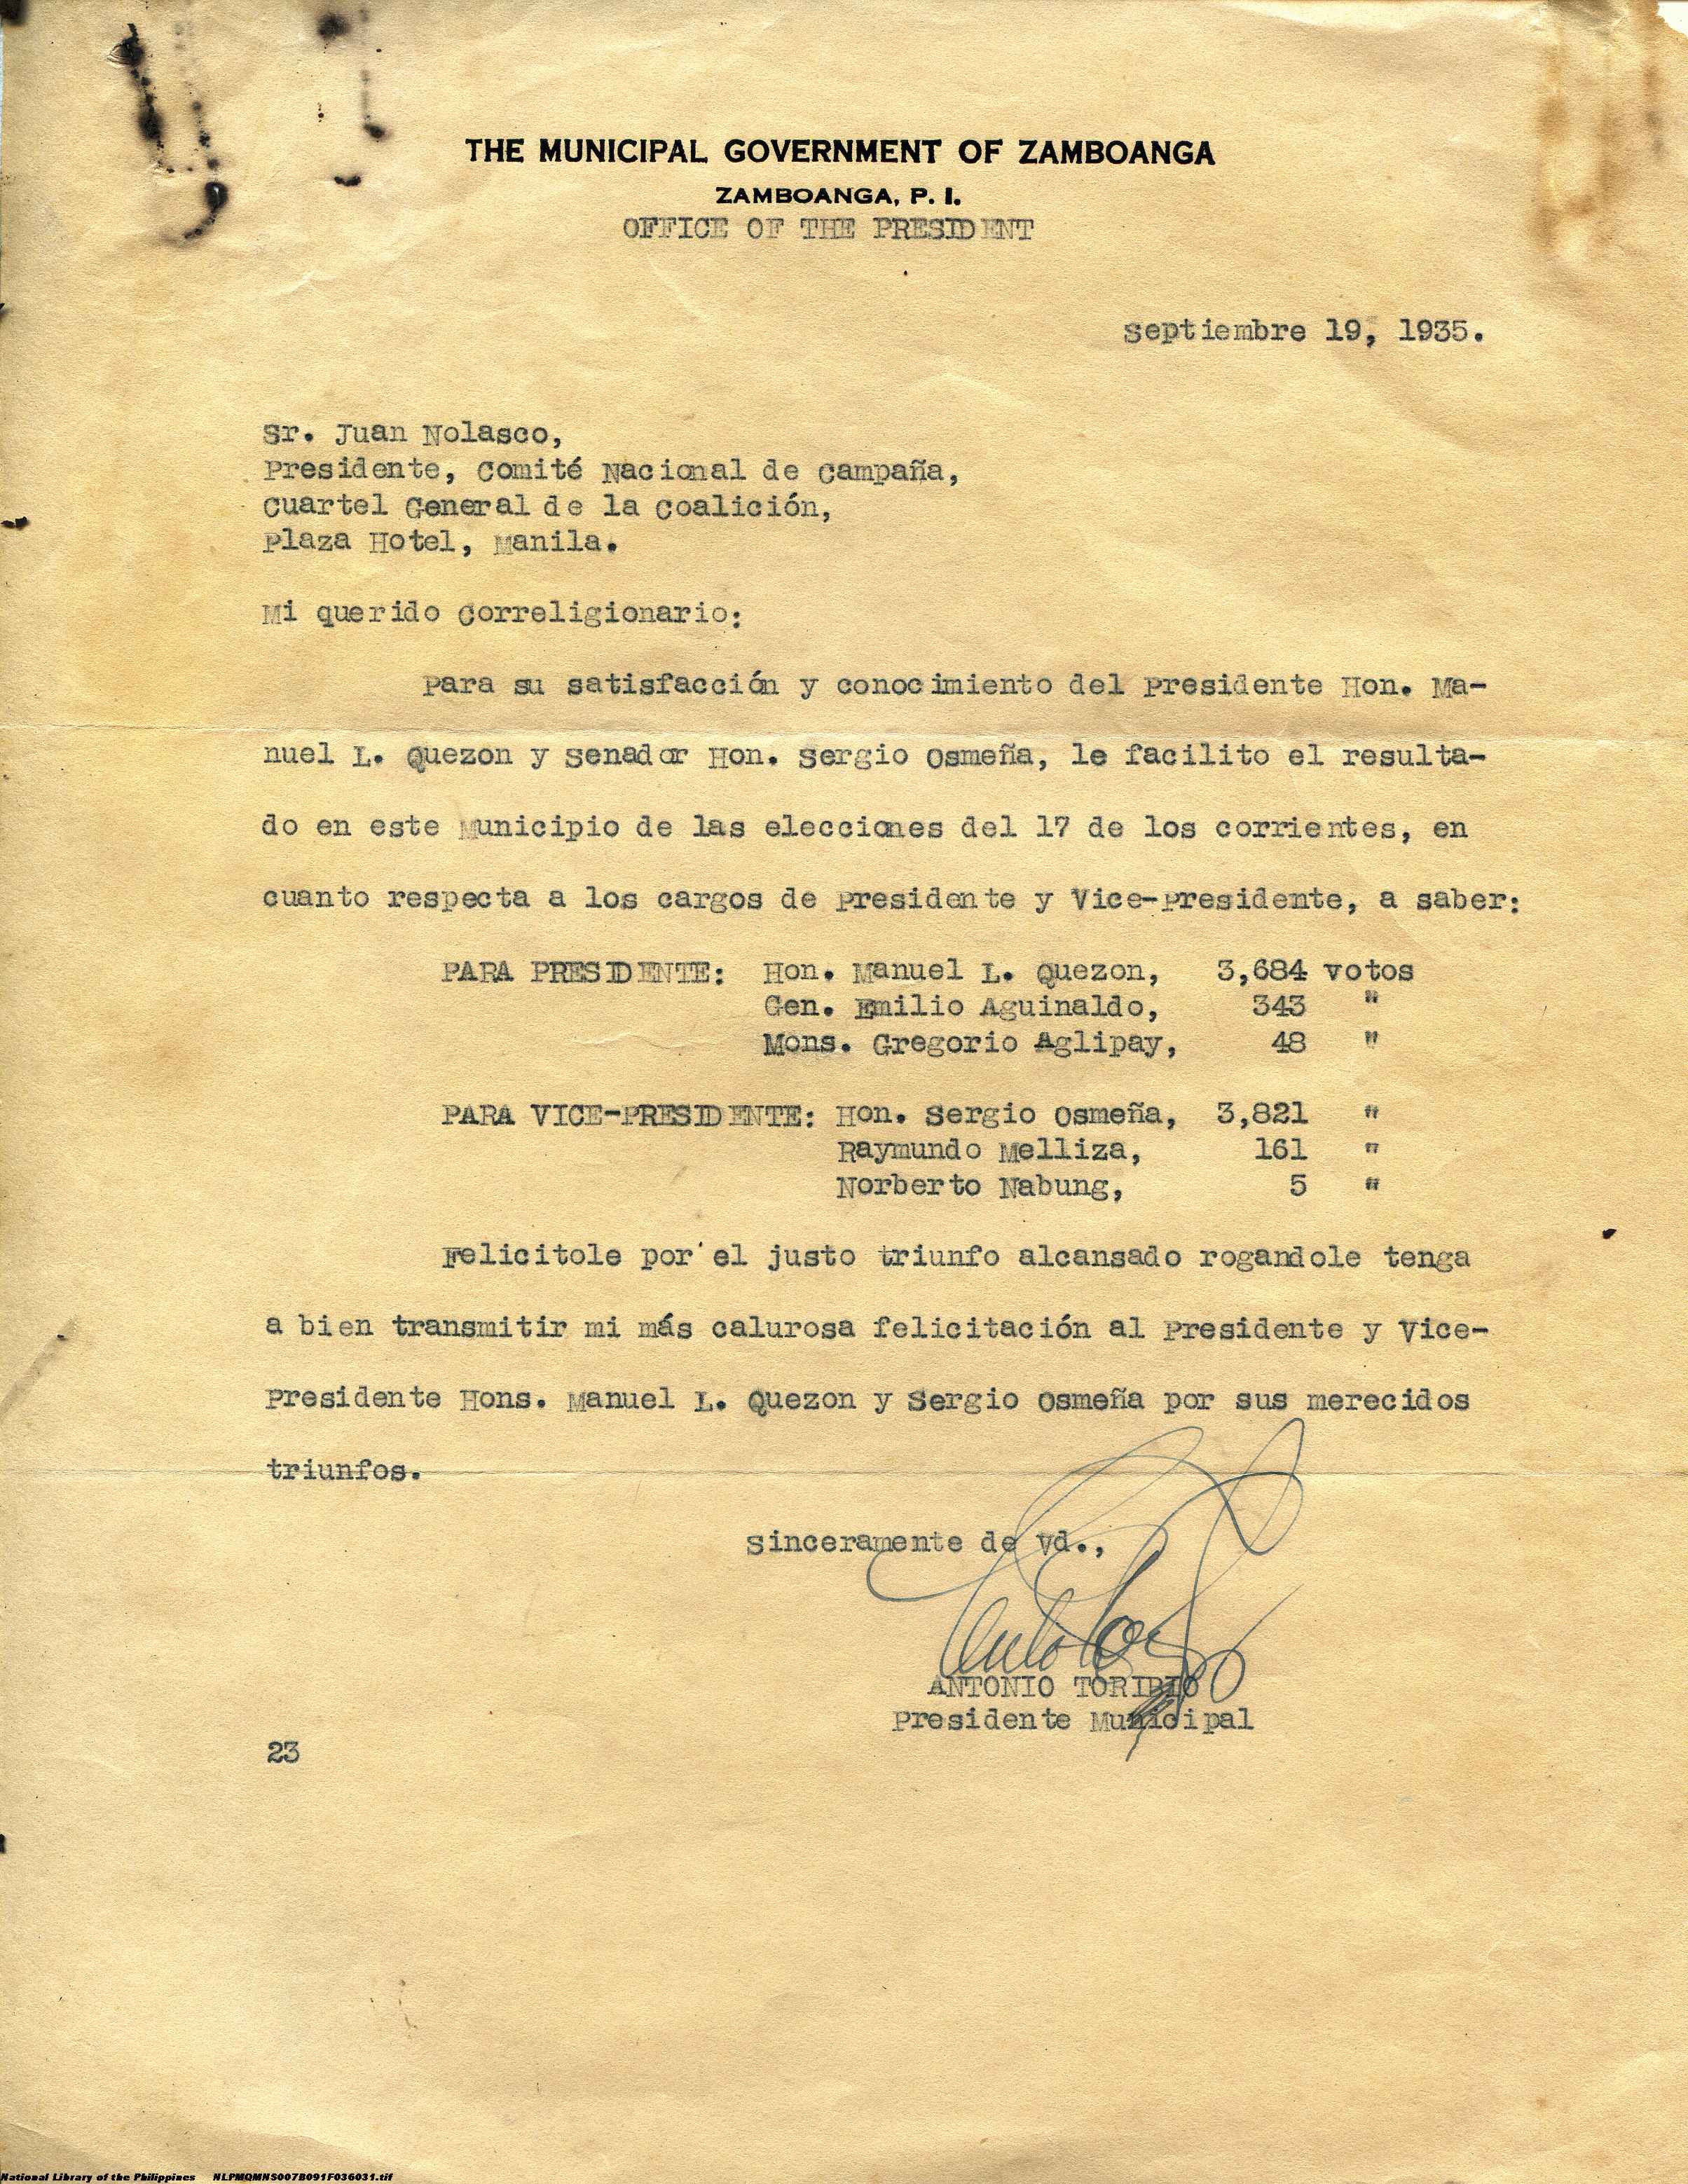 THE MUNICIPAL GOVERNMENT OF ZAMBOANGA
ZAMBOANGA, P. I.
OFFICE OF THE PRESIDENT
Septiembre 19, 1935.
Sr. Juan Nolasco,
Presidente, Comité Nacional de Campaña,
Cuartel General de la Coalición,
Plaza Hotel, Manila.
Mi querido Correligionario:
Para su satisfacción y conocimiento del Presidente Hon. Ma-
nuel L. Quezon y Senador Hon. Sergio Osmeña, le facilito el resulta-
do en este Municipio de las elecciones del 17 de los corrientes, en
cuanto respecta a los cargos de Presidente y Vice-Presidente, a saber:
PARA PRESIDENTE: Hon. Manuel L. Quezon, 3,684 votos
Gen. Emilio Aguinaldo, 343 "
Mons. Gregorio Aglipay, 48 "
PARA VICE-PRESIDENTE: Hon. Sergio Osmeña, 3,821 "
Raymundo Melliza, 161 "
Norberto Nabung, 5 "
Felicitole por el justo triunfo alcansado rogandole tenga
a bien transmitir mi más calurosa felicitación al Presidente y Vice-
Presidente Hons. Manuel L. Quezon y Sergio Osmeña por sus merecidos
triunfos.
Sinceramente de Vd.,
ANTONIO TORIBIO
Presidente Municipal
23
National Library of the Philippines NLPMQMNS007B091F036031.tif